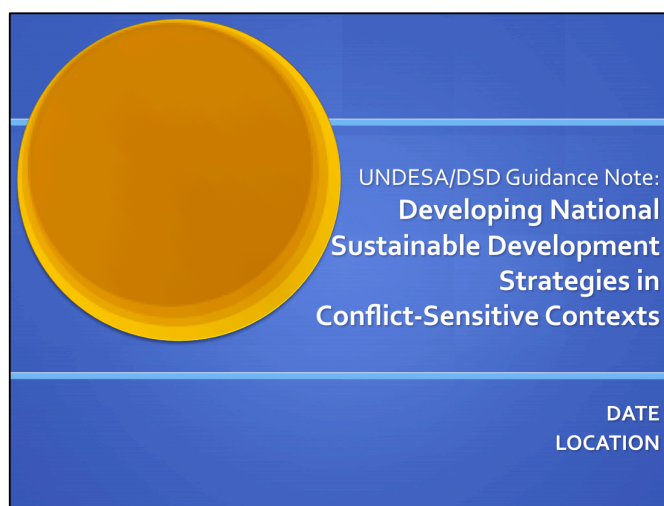 UNDESA/DSD Guidance Note:
Developing National
Sustainable Development
Strategies in
Conflict-Sensitive Contexts
DATE
LOCATION